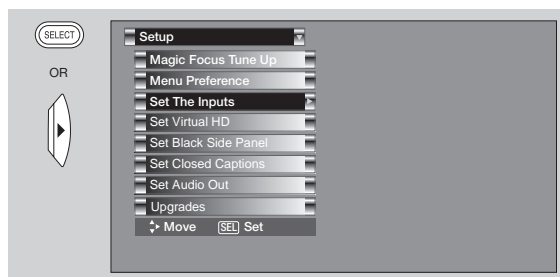 SELECT
OR
Setup
Magic Focus Tune Up
Menu Preference
Set The Inputs
Set Virtual HD
Set Black Side Panel
Set Closed Captions
Set Audio Out
Upgrades
Move SEL Set